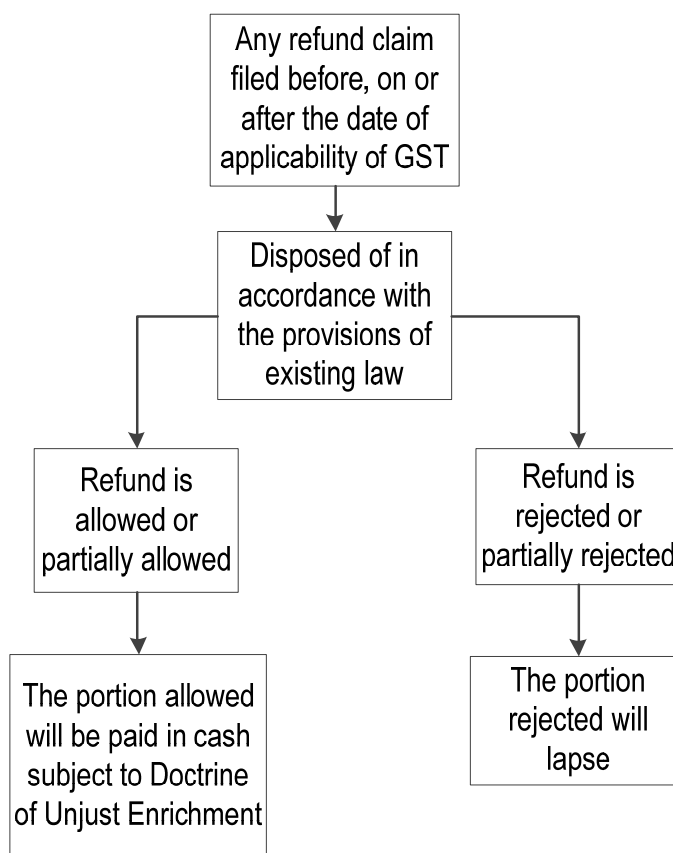 Any refund claim
filed before, on or
after the date of
applicability of GST
Disposed of in
accordance with
the provisions of
existing law
Refund is
allowed or
partially allowed
Refund is
rejected or
partially rejected
The portion allowed
will be paid in cash
subject to Doctrine
of Unjust Enrichment
The portion
rejected will
lapse